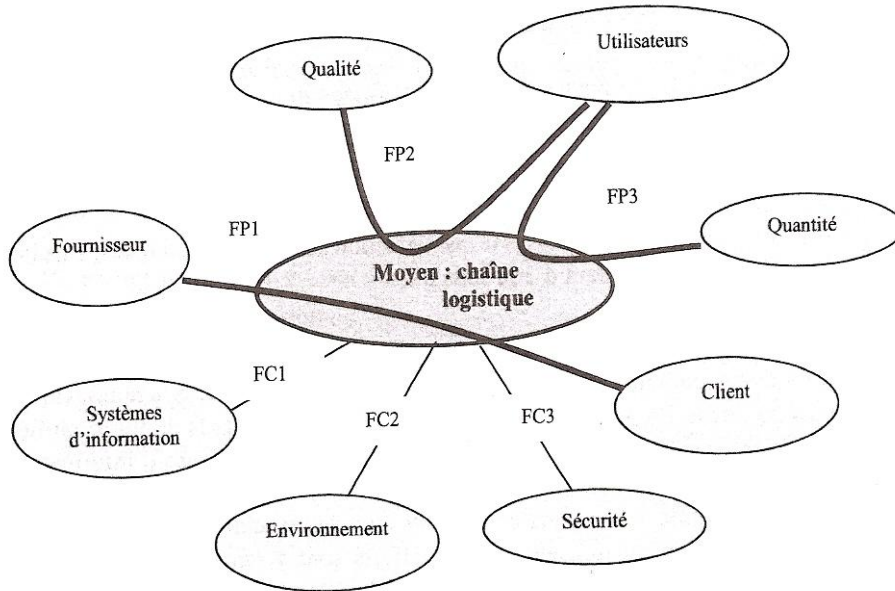 Utilisateurs
Qualité
FP2
FP3
Quantité
FP1
Fournisseur
Moyen : chaîne
logistique
FC1
Client
Systèmes
d'information
FC2
FC3
Environnement
Sécurité